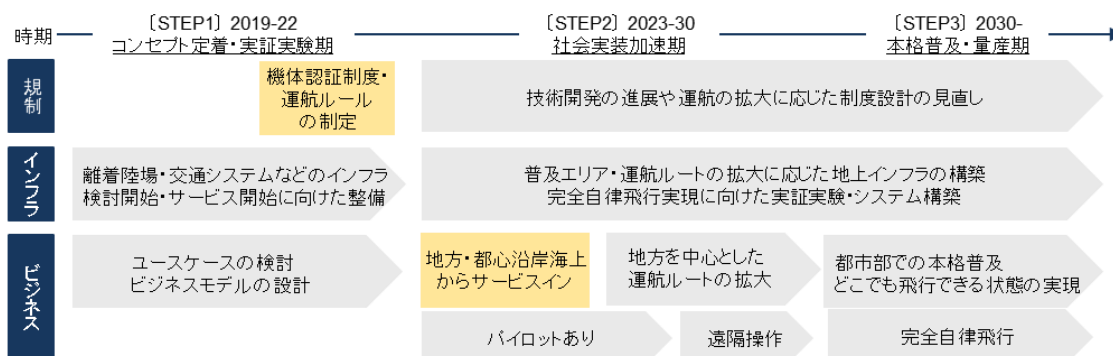 時期
〔STEP1〕2019-22
コンセプト定着・実証実験期
〔STEP2〕2023-30
社会実装加速期
〔STEP3〕2030-
本格普及・量産期
規制
機体認証制度・
運航ルール
の制定
技術開発の進展や運航の拡大に応じた制度設計の見直し
インフラ
離着陸場・交通システムなどのインフラ
検討開始・サービス開始に向けた整備
普及エリア・運航ルートの拡大に応じた地上インフラの構築
完全自律飛行実現に向けた実証実験・システム構築
ビジネス
ユースケースの検討
ビジネスモデルの設計
地方・都心沿岸海上
からサービスイン
地方を中心とした
運航ルートの拡大
都市部での本格普及
どこでも飛行できる状態の実現
パイロットあり
遠隔操作
完全自律飛行